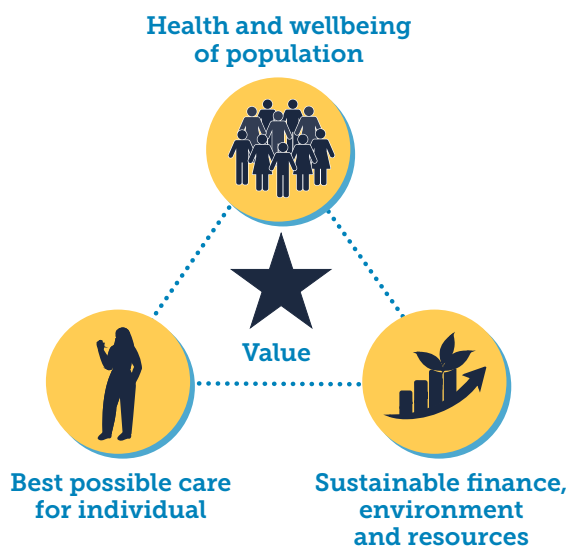 Health and wellbeing
of population
Value
Best possible care
for individual
Sustainable finance,
environment
and resources